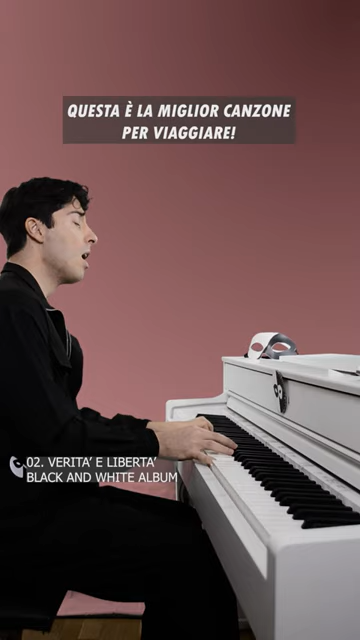 QUESTA È LA MIGLIOR CANZONE
PER VIAGGIARE!
02. VERITA' E LIBERTA'
BLACK AND WHITE ALBUM